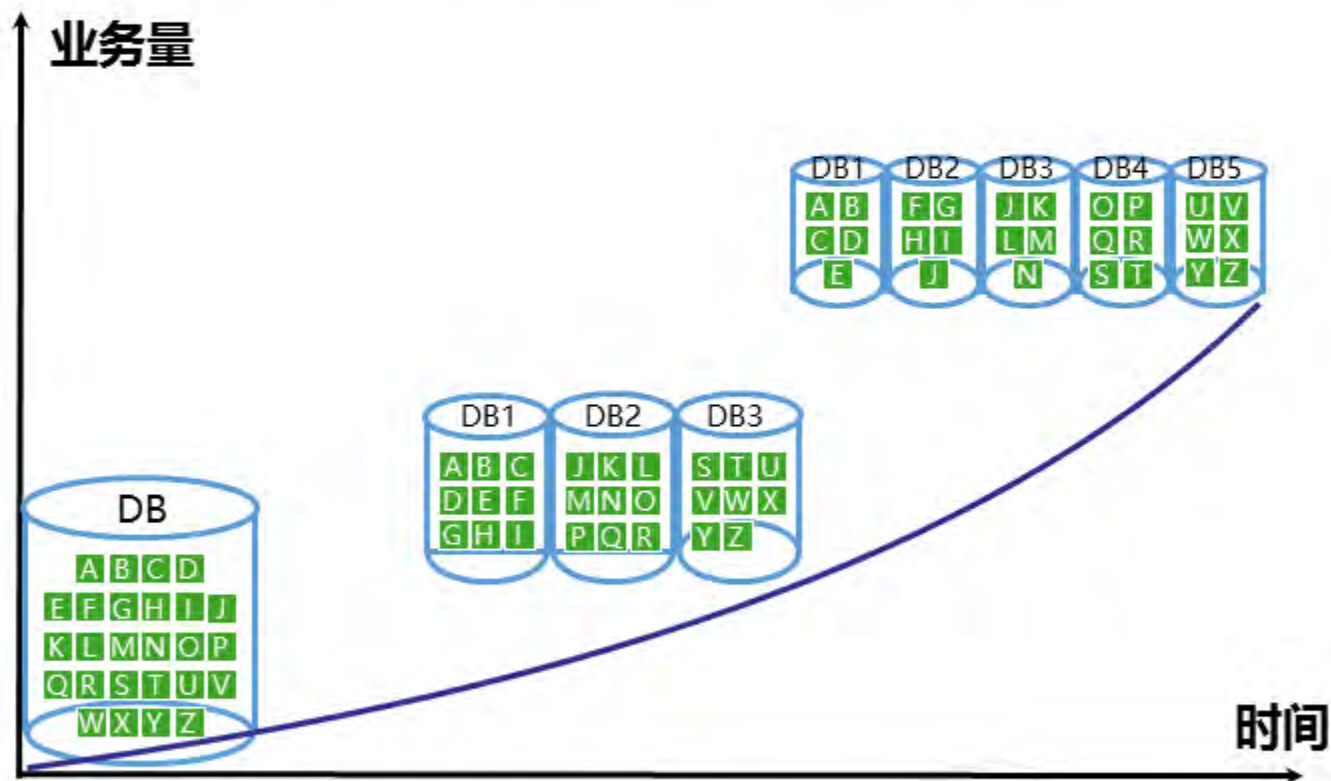 业务量
DB1 DB2 DB3 DB4 DB5
A B F G J K O P U V
C D H I L M Q R W X
E J N S T Y Z
DB1 DB2 DB3
A B C J K L S T U
D E F M N O V W X
G H I P Q R Y Z
DB
A B C D
E F G H I J
K L M N O P
Q R S T U V
W X Y Z
时间